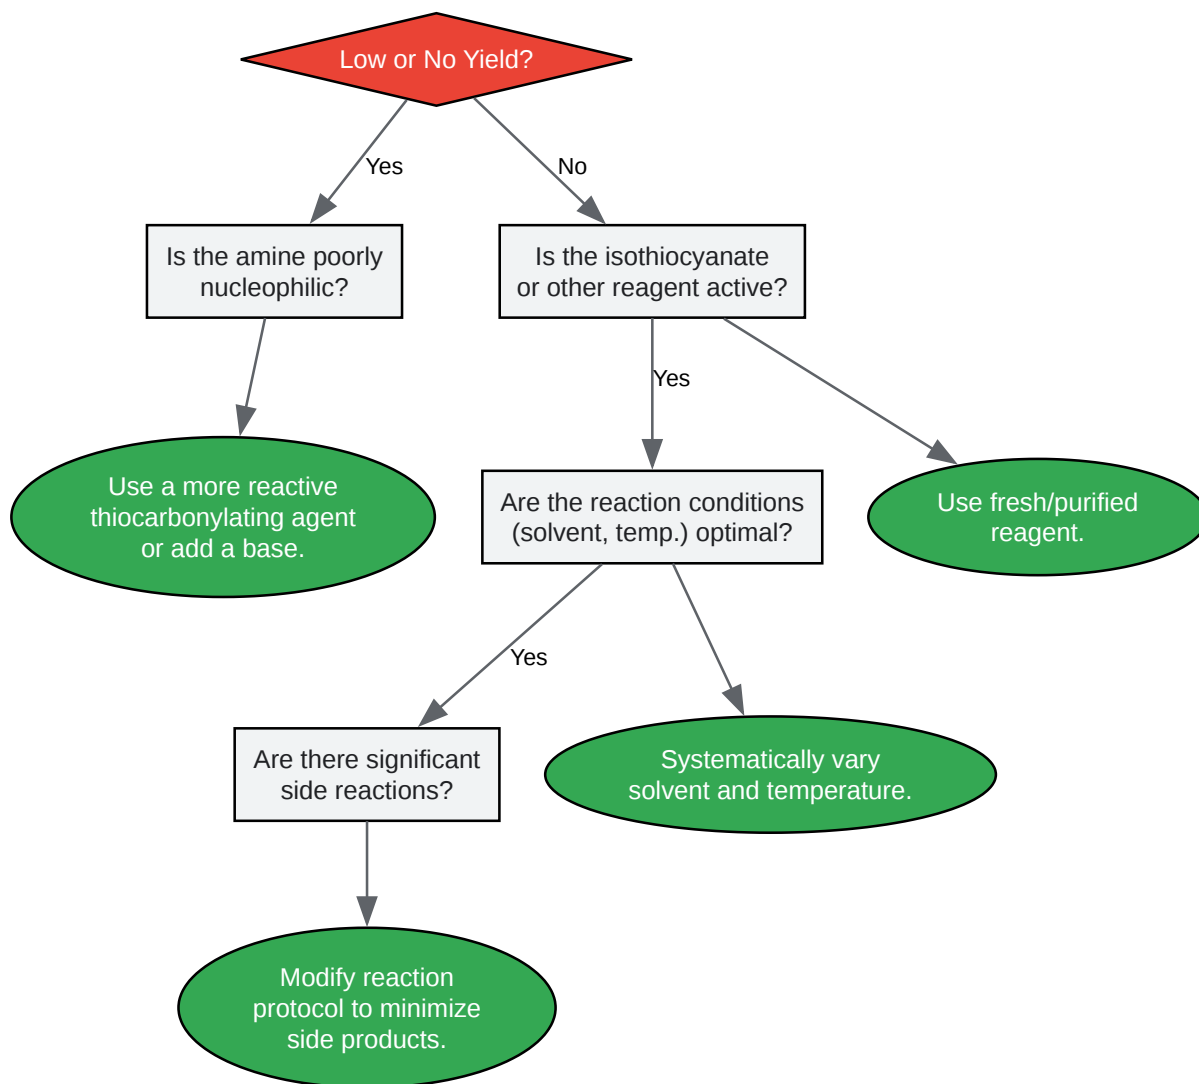 Low or No Yield?
Yes
No
Is the amine poorly
nucleophilic?
Is the isothiocyanate
or other reagent active?
Yes
Use a more reactive
thiocarbonylating agent
or add a base.
Are the reaction conditions
(solvent, temp.) optimal?
Use fresh/purified
reagent.
Yes
Are there significant
side reactions?
Systematically vary
solvent and temperature.
Modify reaction
protocol to minimize
side products.